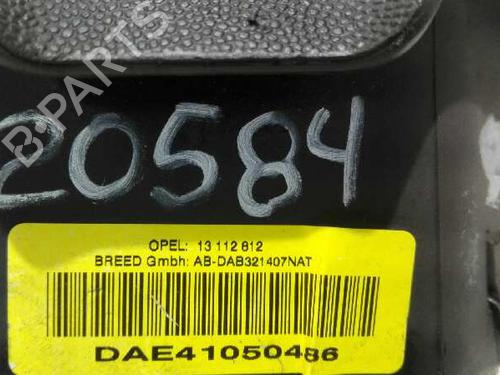 B-PARTS
20584
OPEL: 13 112 812
BREED Gmbh: AB-DAB321407NAT
DAE41050486